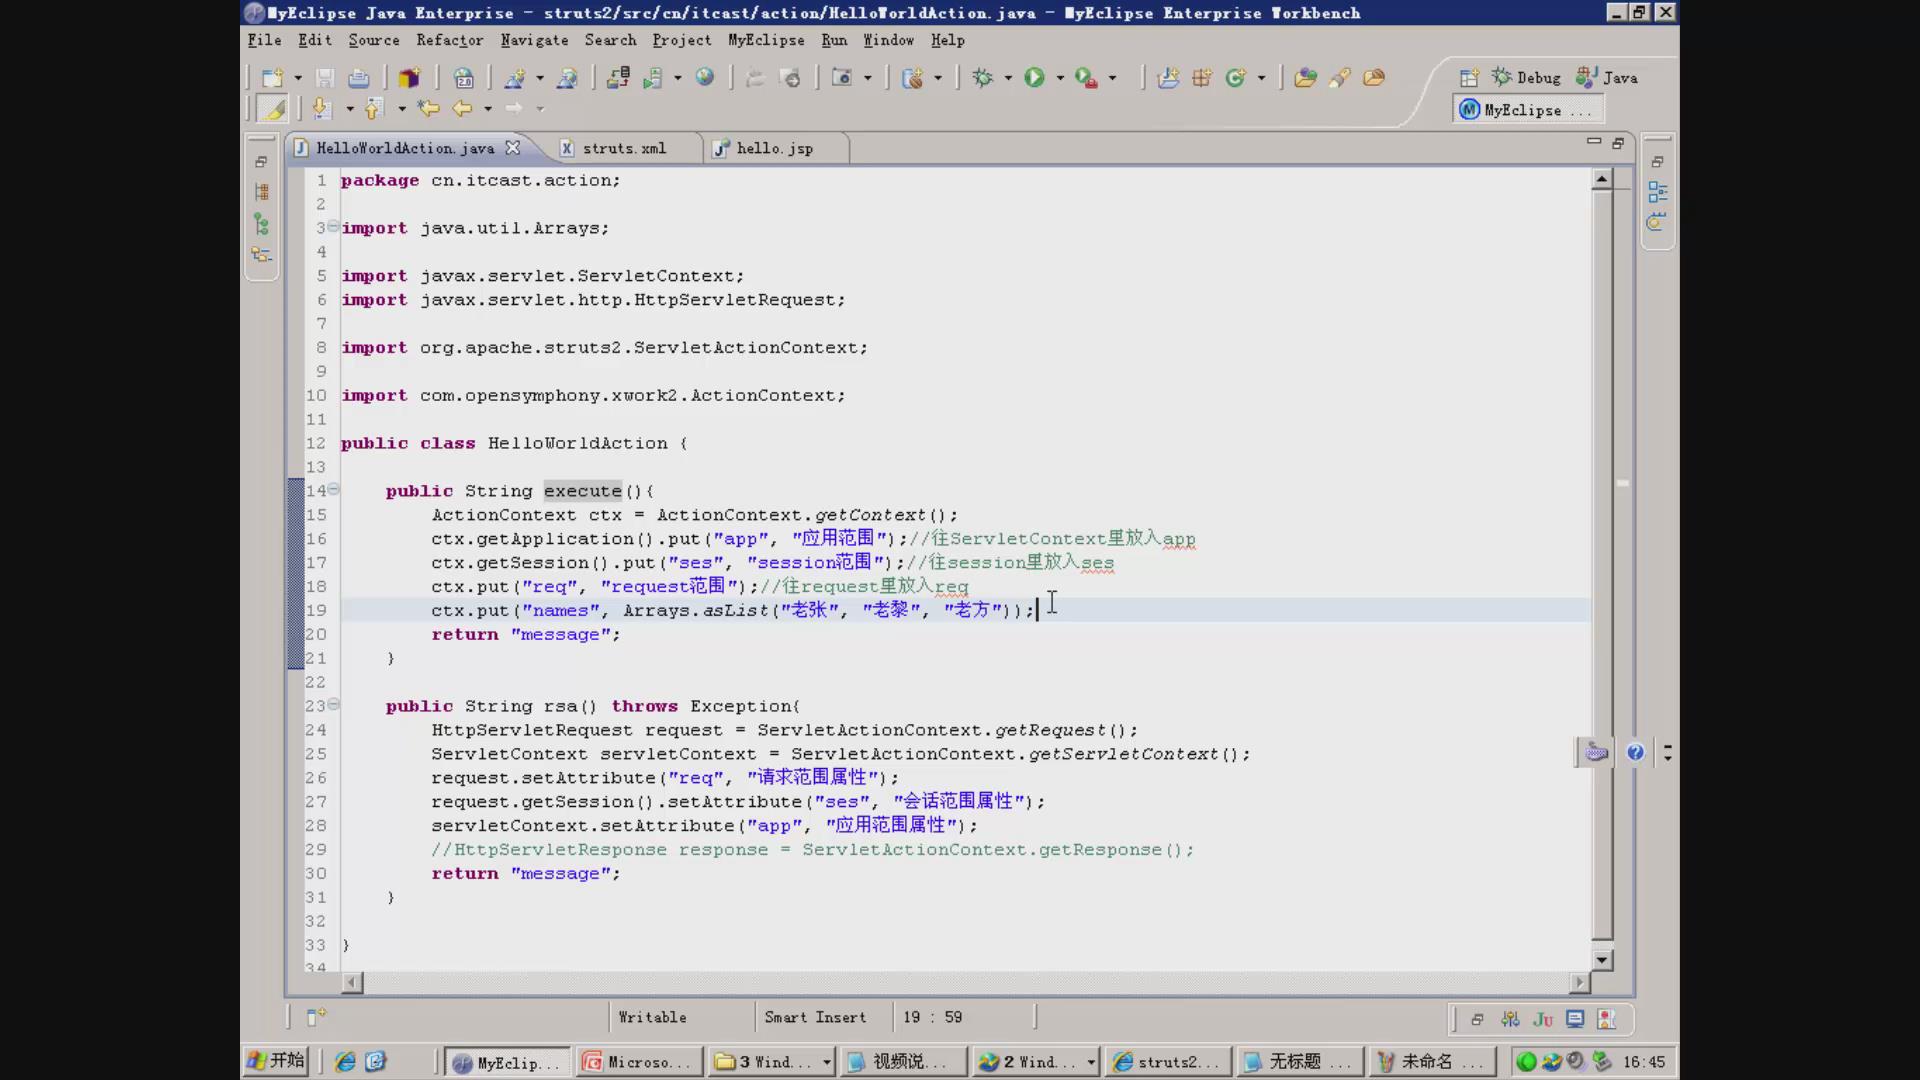 MyEclipse Java Enterprise - struts2/src/cn/itcast/action/HelloWorldAction.java - MyEclipse Enterprise Workbench
File Edit Source Refactor Navigate Search Project MyEclipse Run Window Help
Debug Java
MyEclipse ...
HelloWorldAction.java struts.xml hello.jsp
1 package cn.itcast.action;
2
3 import java.util.Arrays;
4
5 import javax.servlet.ServletContext;
6 import javax.servlet.http.HttpServletRequest;
7
8 import org.apache.struts2.ServletActionContext;
9
10 import com.opensymphony.xwork2.ActionContext;
11
12 public class HelloWorldAction {
13
14 public String execute(){
15 ActionContext ctx = ActionContext.getContext();
16 ctx.getApplication().put("app", "应用范围");//往ServletContext里放入app
17 ctx.getSession().put("ses", "session范围");//往session里放入ses
18 ctx.put("req", "request范围");//往request里放入req
19 ctx.put("names", Arrays.asList("老张", "老黎", "老方"));
20 return "message";
21 }
22
23 public String rsa() throws Exception{
24 HttpServletRequest request = ServletActionContext.getRequest();
25 ServletContext servletContext = ServletActionContext.getServletContext();
26 request.setAttribute("req", "请求范围属性");
27 request.getSession().setAttribute("ses", "会话范围属性");
28 servletContext.setAttribute("app", "应用范围属性");
29 //HttpServletResponse response = ServletActionContext.getResponse();
30 return "message";
31 }
32
33 }
34
Writable Smart Insert 19 : 59
开始 MyEclip... Microso... 3 Wind... 视频说... 2 Wind... struts2... 无标题 ... 未命名 ... 16:45